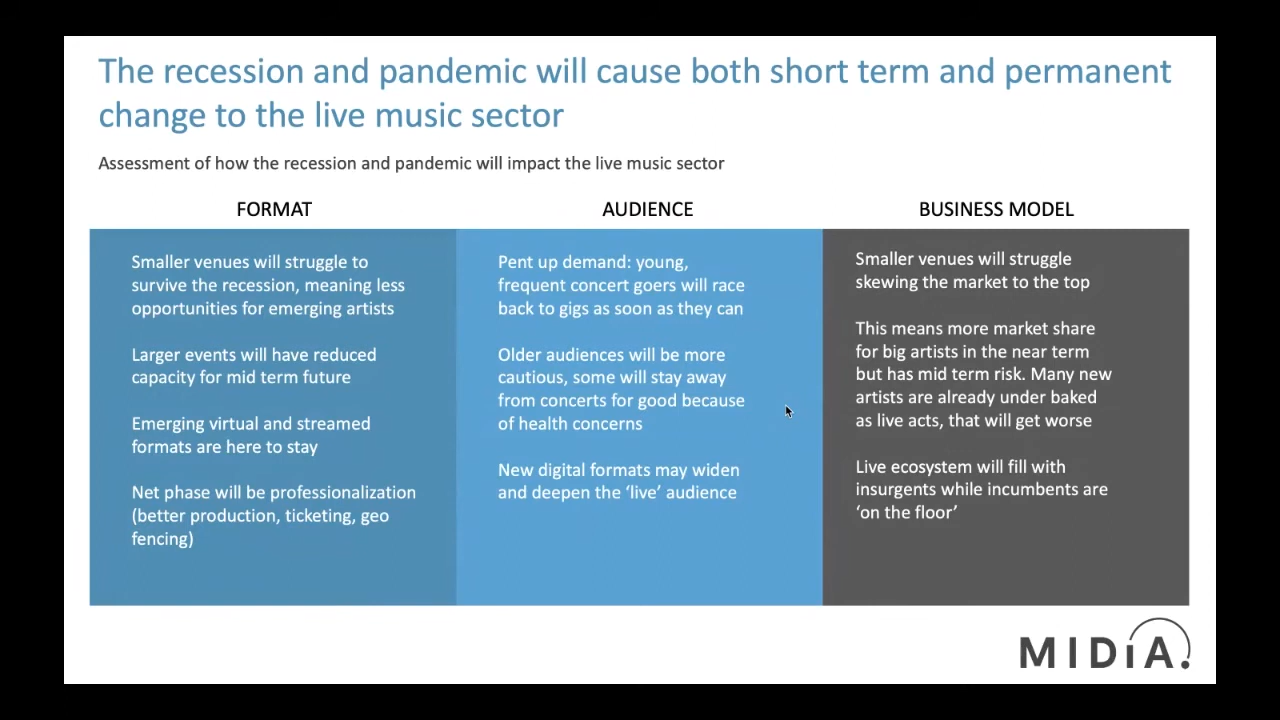 The recession and pandemic will cause both short term and permanent
change to the live music sector
Assessment of how the recession and pandemic will impact the live music sector
FORMAT
Smaller venues will struggle to
survive the recession, meaning less
opportunities for emerging artists
Larger events will have reduced
capacity for mid term future
Emerging virtual and streamed
formats are here to stay
Net phase will be professionalization
(better production, ticketing, geo
fencing)
AUDIENCE
Pent up demand: young,
frequent concert goers will race
back to gigs as soon as they can
Older audiences will be more
cautious, some will stay away
from concerts for good because
of health concerns
New digital formats may widen
and deepen the ‘live’ audience
BUSINESS MODEL
Smaller venues will struggle
skewing the market to the top
This means more market share
for big artists in the near term
but has mid term risk. Many new
artists are already under baked
as live acts, that will get worse
Live ecosystem will fill with
insurgents while incumbents are
‘on the floor’
MIDiA.